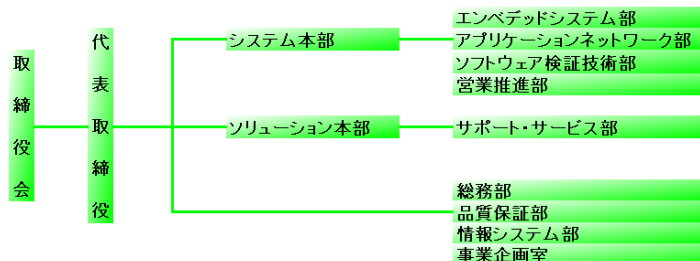 取締役会
代表取締役
システム本部
エンベデッドシステム部
アプリケーションネットワーク部
ソフトウェア検証技術部
営業推進部
ソリューション本部
サポート・サービス部
総務部
品質保証部
情報システム部
事業企画室